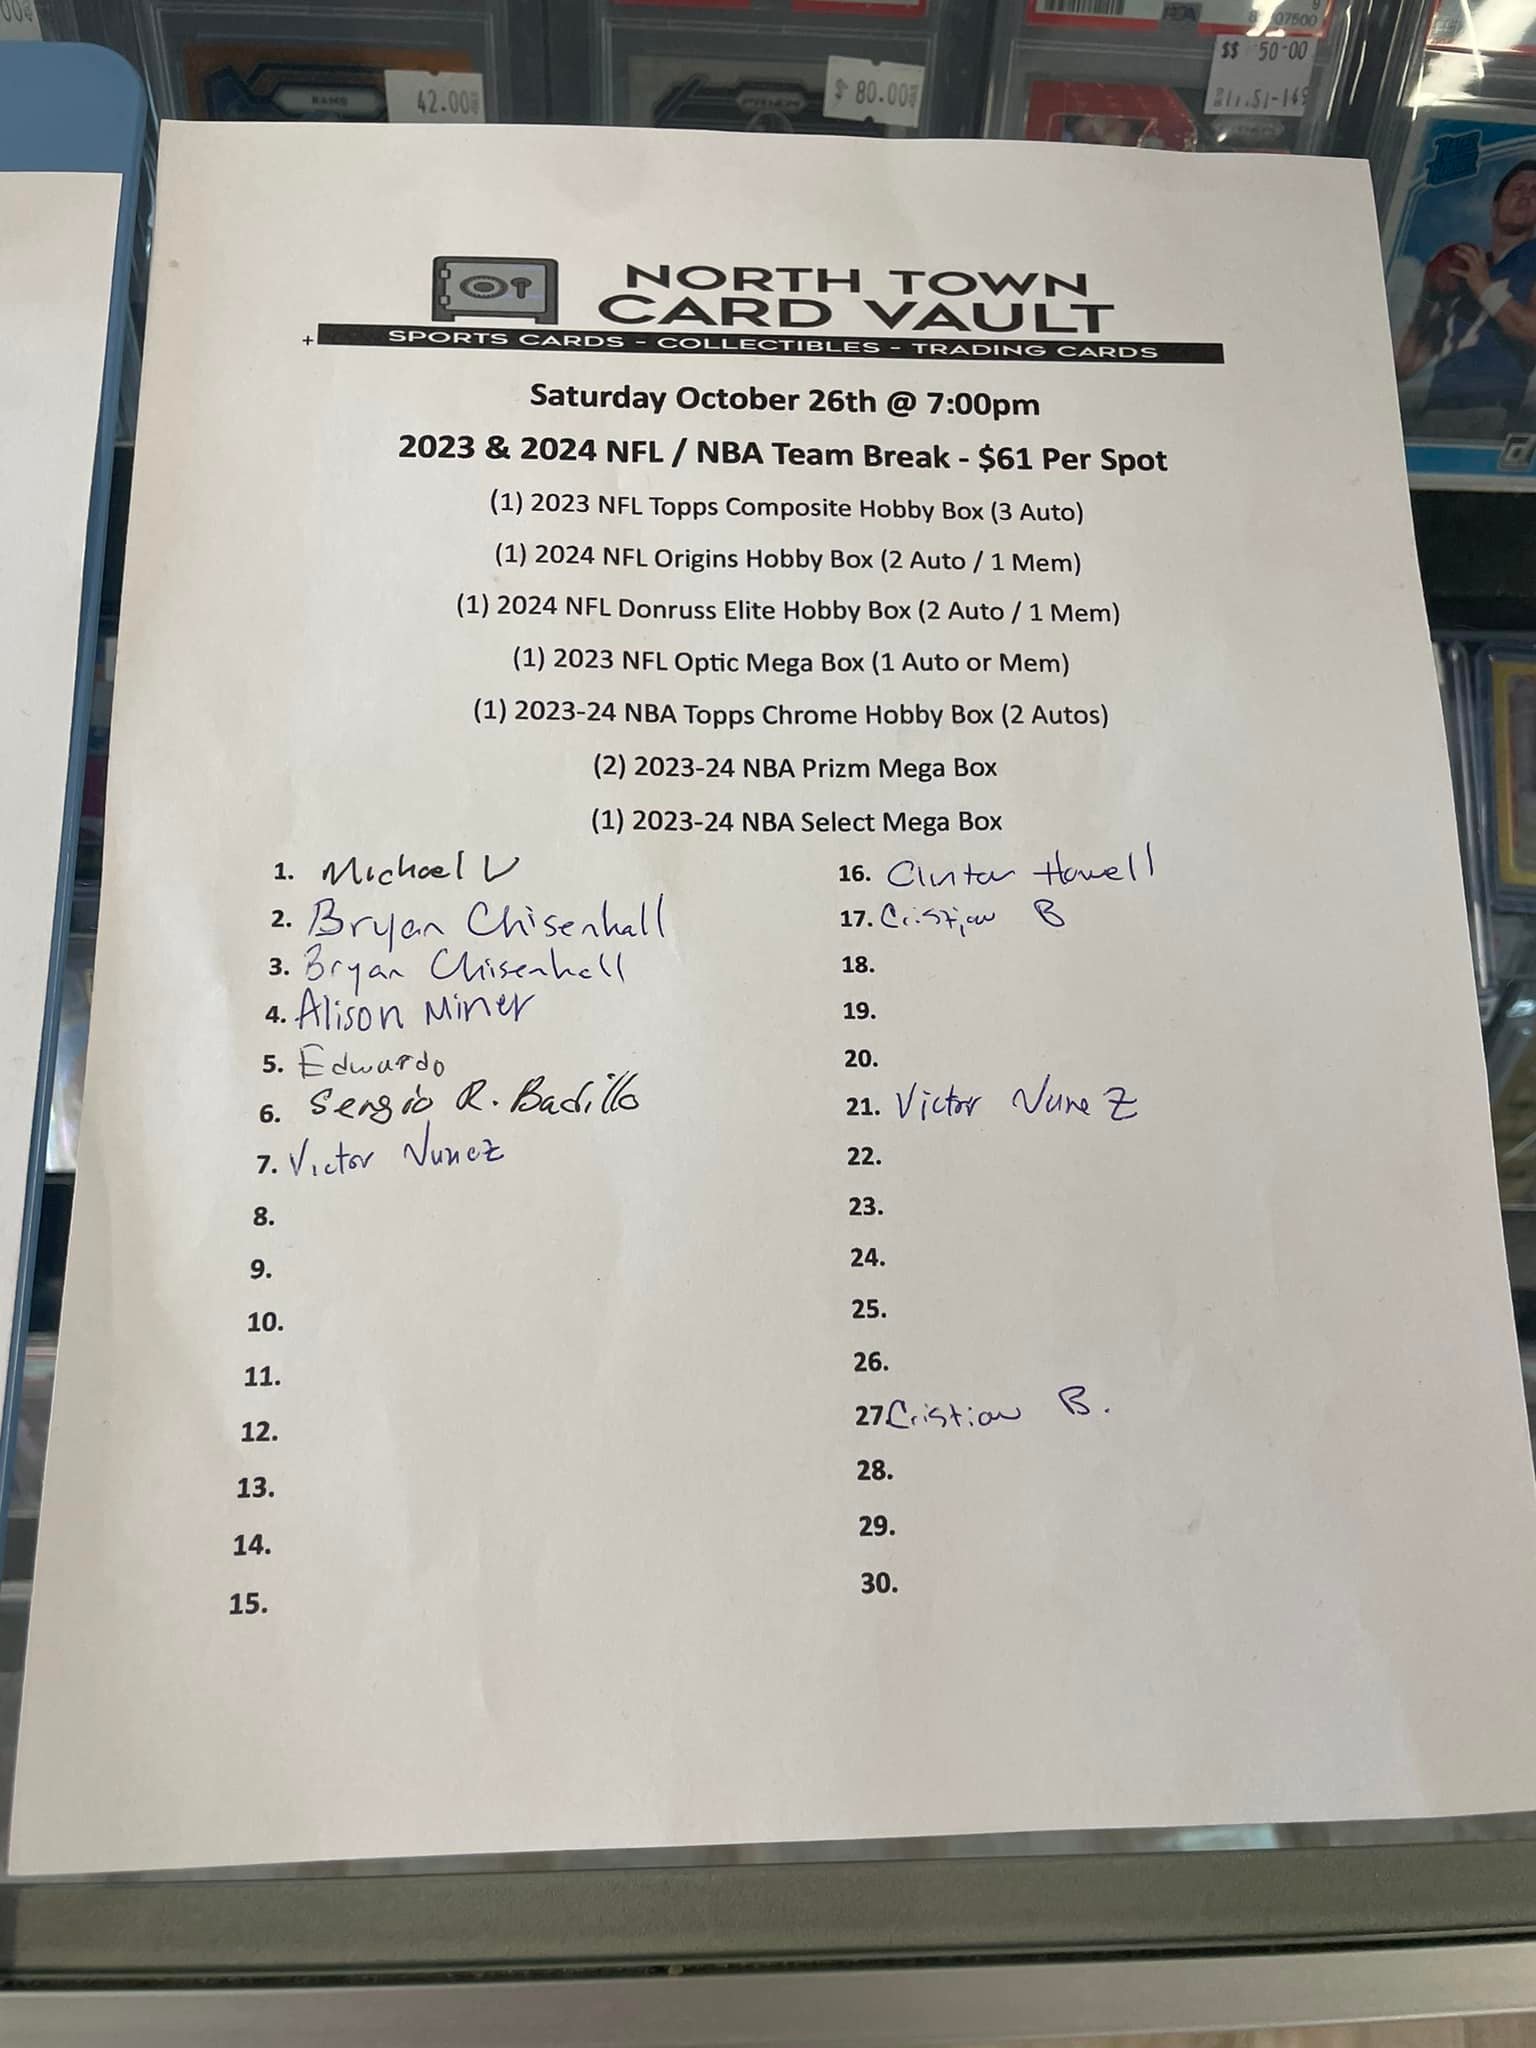 42.00
$ 80.00
07500
$$ 50.00
RAMS
PRIZM
NORTH TOWN
CARD VAULT
+
SPORTS CARDS - COLLECTIBLES - TRADING CARDS
Saturday October 26th @ 7:00pm
2023 & 2024 NFL / NBA Team Break - $61 Per Spot
(1) 2023 NFL Topps Composite Hobby Box (3 Auto)
(1) 2024 NFL Origins Hobby Box (2 Auto / 1 Mem)
(1) 2024 NFL Donruss Elite Hobby Box (2 Auto / 1 Mem)
(1) 2023 NFL Optic Mega Box (1 Auto or Mem)
(1) 2023-24 NBA Topps Chrome Hobby Box (2 Autos)
(2) 2023-24 NBA Prizm Mega Box
(1) 2023-24 NBA Select Mega Box
1. Michael V
2. Bryan Chisenhall
3. Bryan Chisenhall
4. Alison Miner
5. Edwardo
6. Sergio R. Badillo
7. Victor Nunez
8.
9.
10.
11.
12.
13.
14.
15.
16. Clinton Howell
17. Cristian B
18.
19.
20.
21. Victor Nunez
22.
23.
24.
25.
26.
27. Cristian B.
28.
29.
30.